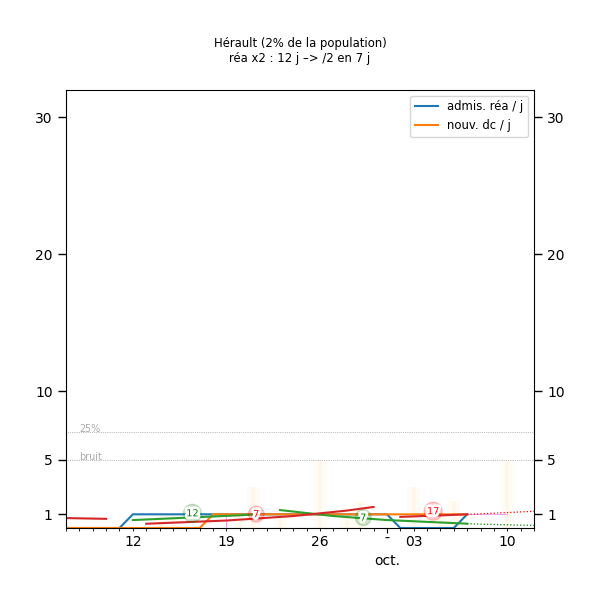 Hérault (2% de la population)
réa x2 : 12 j –> /2 en 7 j
admis. réa / j
nouv. dc / j
30 30
20 20
10 10
25%
5 bruit 5
1 12 7 7 17 1
12 19 26 - 03 10
oct.